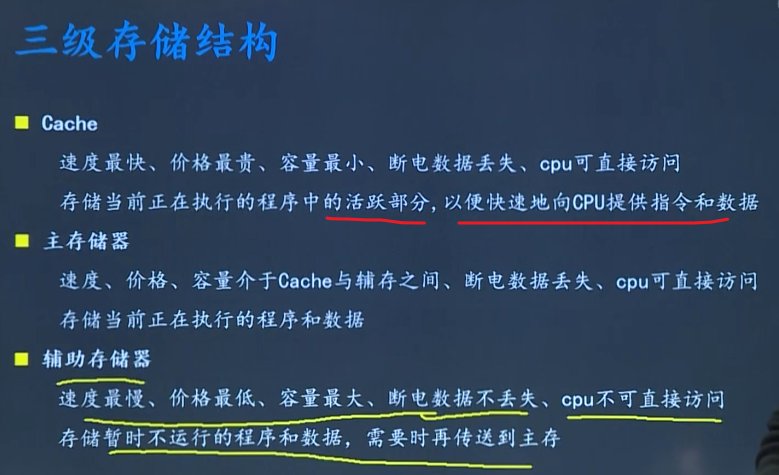 三级存储结构
Cache
速度最快、价格最贵、容量最小、断电数据丢失、cpu可直接访问
存储当前正在执行的程序中的活跃部分,以便快速地向CPU提供指令和数据
主存储器
速度、价格、容量介于Cache与辅存之间、断电数据丢失、cpu可直接访问
存储当前正在执行的程序和数据
辅助存储器
速度最慢、价格最低、容量最大、断电数据不丢失、cpu不可直接访问
存储暂时不运行的程序和数据，需要时再传送到主存